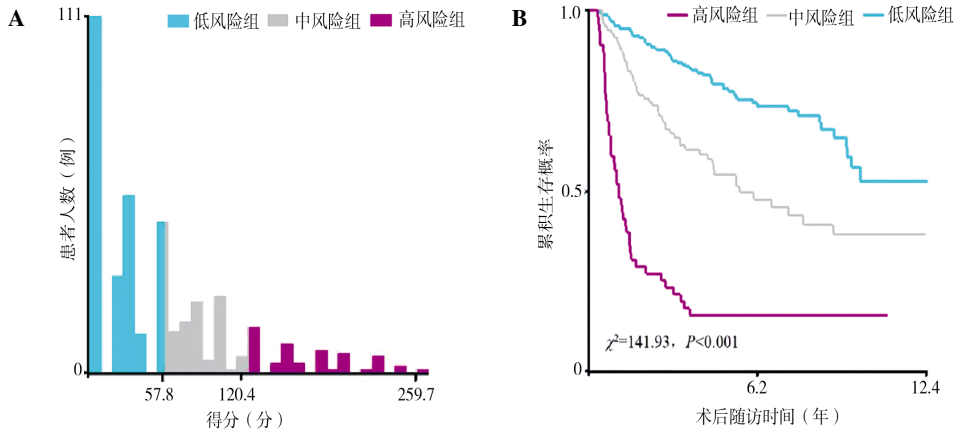 A
低风险组 中风险组 高风险组
111
患者人数（例）
0
57.8 120.4 259.7
得分（分）
B
高风险组 中风险组 低风险组
1.0
累积生存概率
0.5
χ²=141.93，P<0.001
0
6.2 12.4
术后随访时间（年）